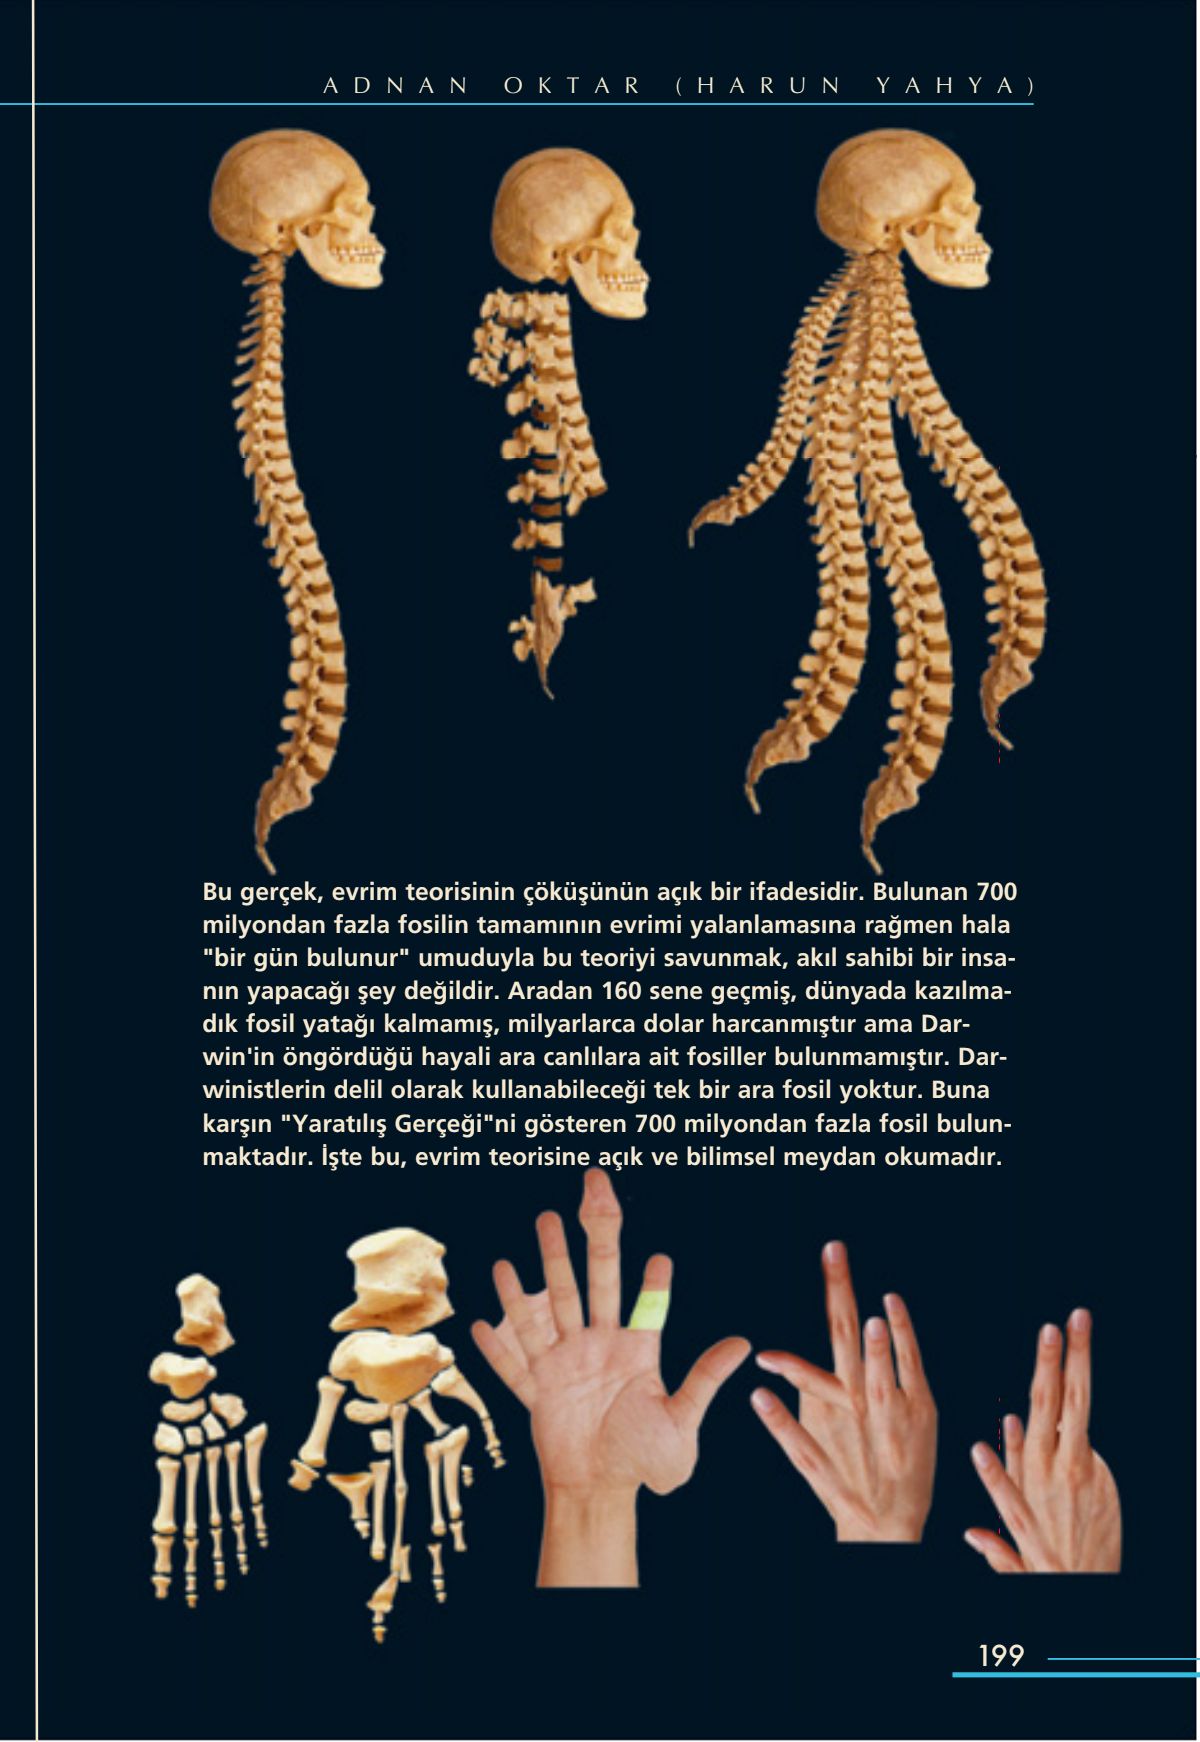 ADNAN OKTAR (HARUN YAHYA)
Bu gerçek, evrim teorisinin çöküşünün açık bir ifadesidir. Bulunan 700
milyondan fazla fosilin tamamının evrimi yalanlamasına rağmen hala
"bir gün bulunur" umuduyla bu teoriyi savunmak, akıl sahibi bir insa-
nın yapacağı şey değildir. Aradan 160 sene geçmiş, dünyada kazılma-
dık fosil yatağı kalmamış, milyarlarca dolar harcanmıştır ama Dar-
win'in öngördüğü hayali ara canlılara ait fosiller bulunmamıştır. Dar-
winistlerin delil olarak kullanabileceği tek bir ara fosil yoktur. Buna
karşın "Yaratılış Gerçeği"ni gösteren 700 milyondan fazla fosil bulun-
maktadır. İşte bu, evrim teorisine açık ve bilimsel meydan okumadır.
199